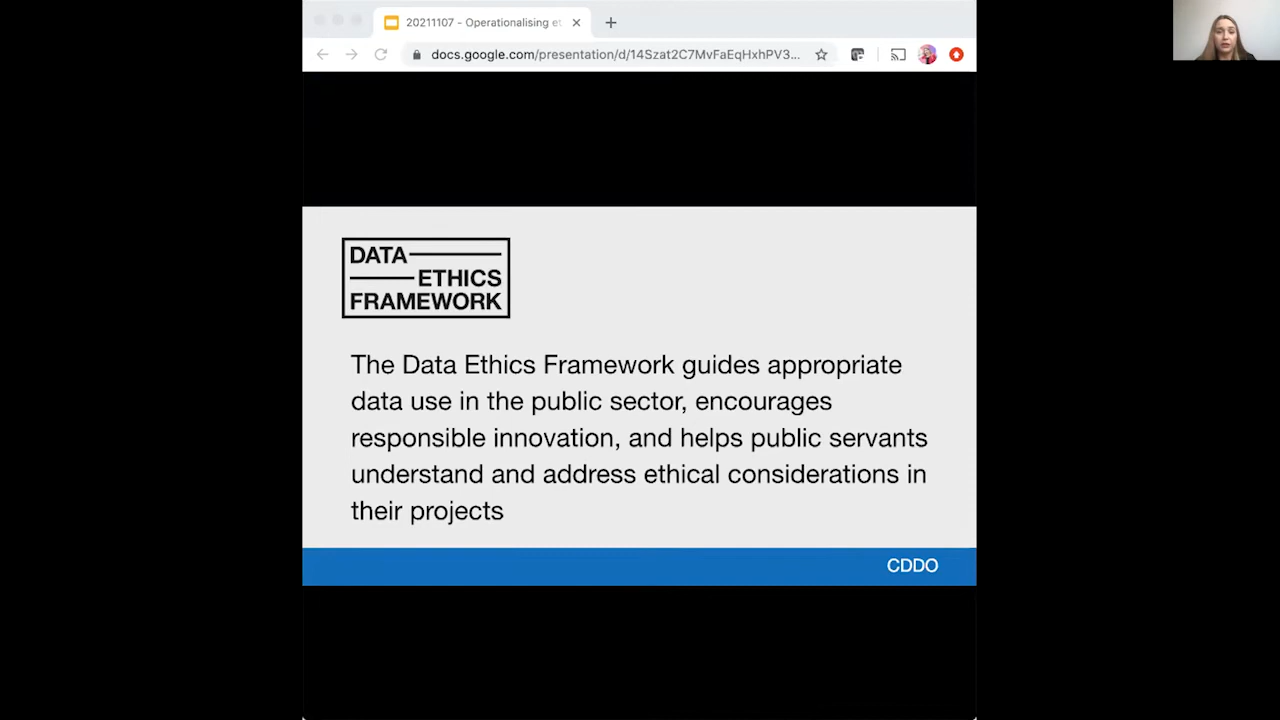 20211107 - Operationalising et
docs.google.com/presentation/d/14Szat2C7MvFaEqHxhPV3...
DATA
ETHICS
FRAMEWORK
The Data Ethics Framework guides appropriate
data use in the public sector, encourages
responsible innovation, and helps public servants
understand and address ethical considerations in
their projects
CDDO